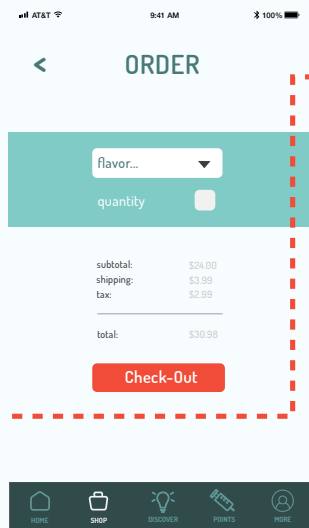 AT&T 9:41 AM 100%
ORDER
flavor...
quantity
subtotal: $24.00
shipping: $3.99
tax: $2.99
total: $30.98
Check-Out
HOME SHOP DISCOVER POINTS MORE